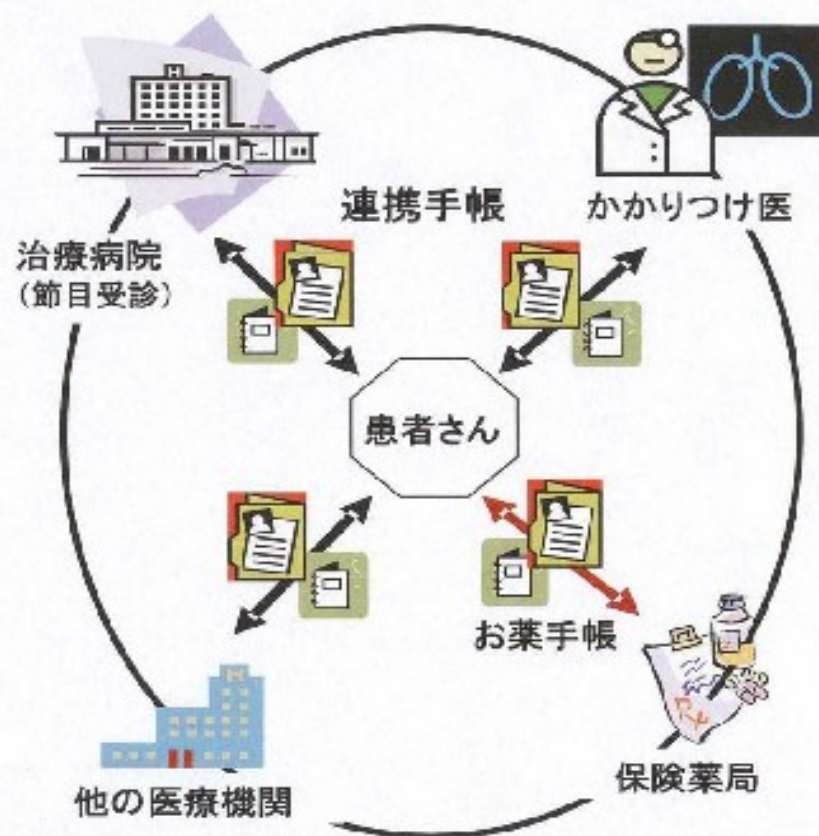 連携手帳
かかりつけ医
治療病院
(節目受診)
患者さん
お薬手帳
保険薬局
他の医療機関